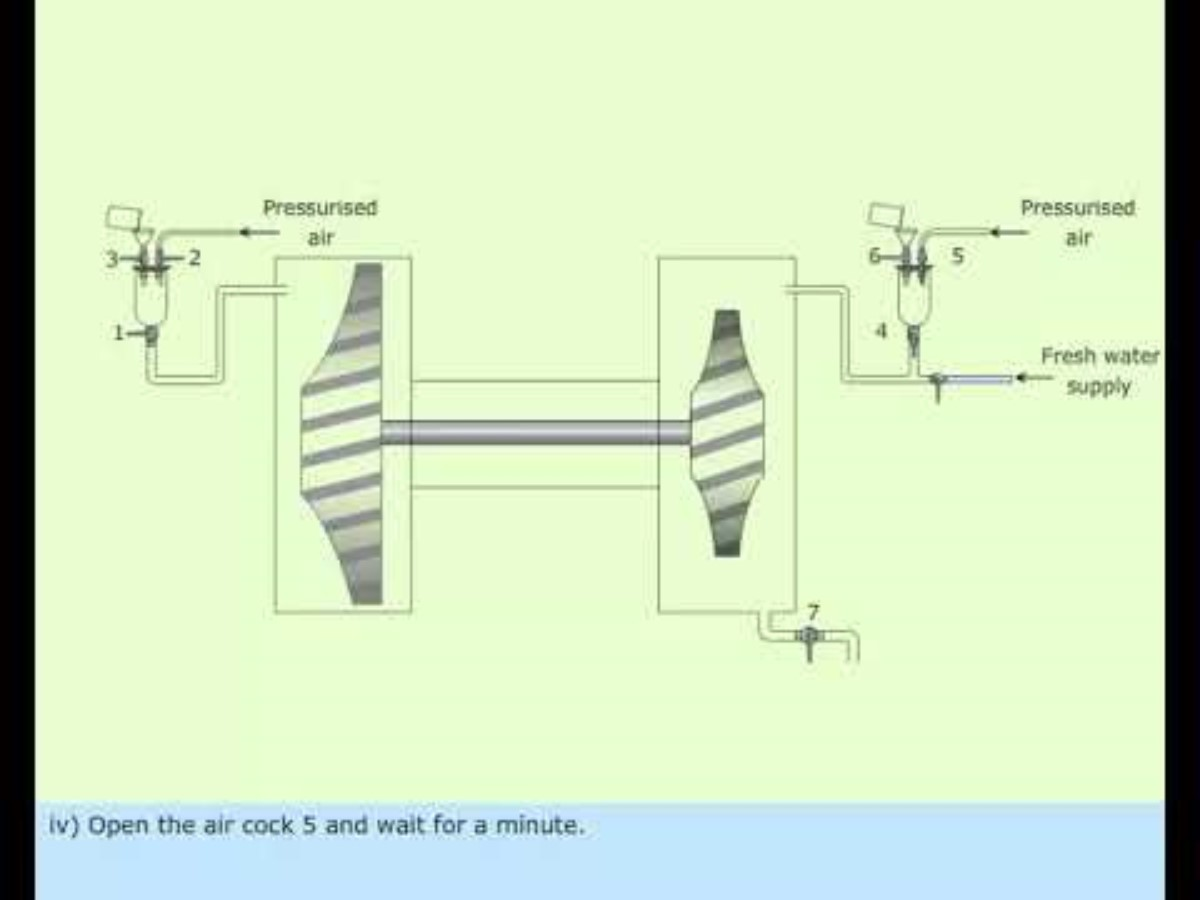 Pressurised
air
Pressurised
air
3
2
6
5
1
4
Fresh water
supply
7
iv) Open the air cock 5 and wait for a minute.